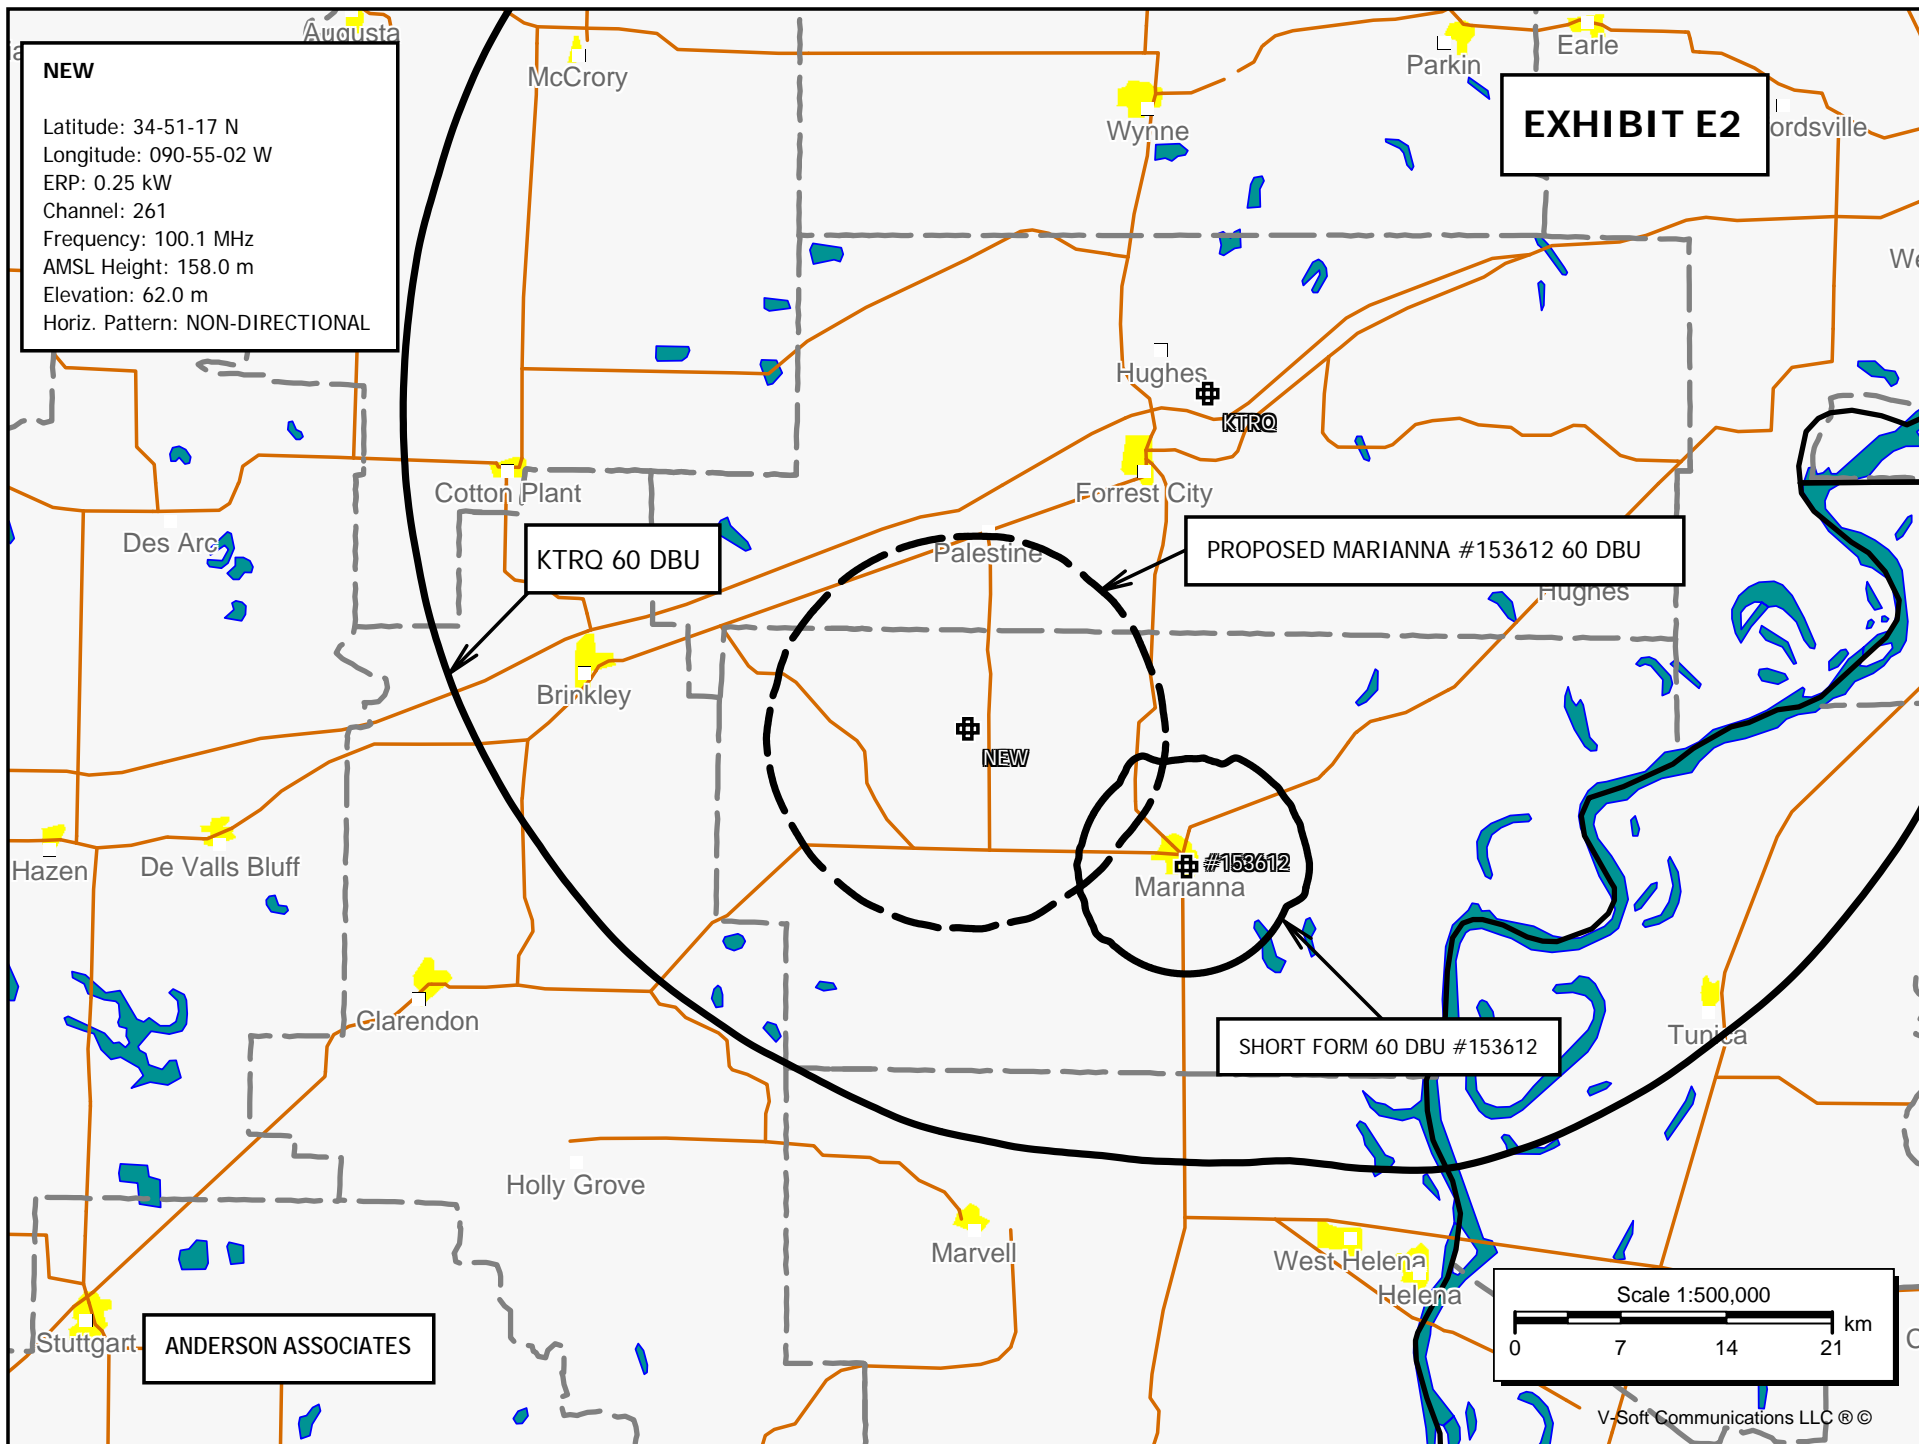 Augusta
McCrory
Parkin
Earle
NEW
Latitude: 34-51-17 N
Longitude: 090-55-02 W
ERP: 0.25 kW
Channel: 261
Frequency: 100.1 MHz
AMSL Height: 158.0 m
Elevation: 62.0 m
Horiz. Pattern: NON-DIRECTIONAL
EXHIBIT E2
ordsville
Wynne
We
Hughes
KTRQ
Cotton Plant
Forrest City
Des Arc
KTRQ 60 DBU
Palestine
PROPOSED MARIANNA #153612 60 DBU
Hughes
Brinkley
NEW
Hazen
De Valls Bluff
#153612
Marianna
Clarendon
SHORT FORM 60 DBU #153612
Tunica
Holly Grove
Marvell
West Helena
Helena
Stuttgart
ANDERSON ASSOCIATES
Scale 1:500,000
km
0 7 14 21
V-Soft Communications LLC ® ©